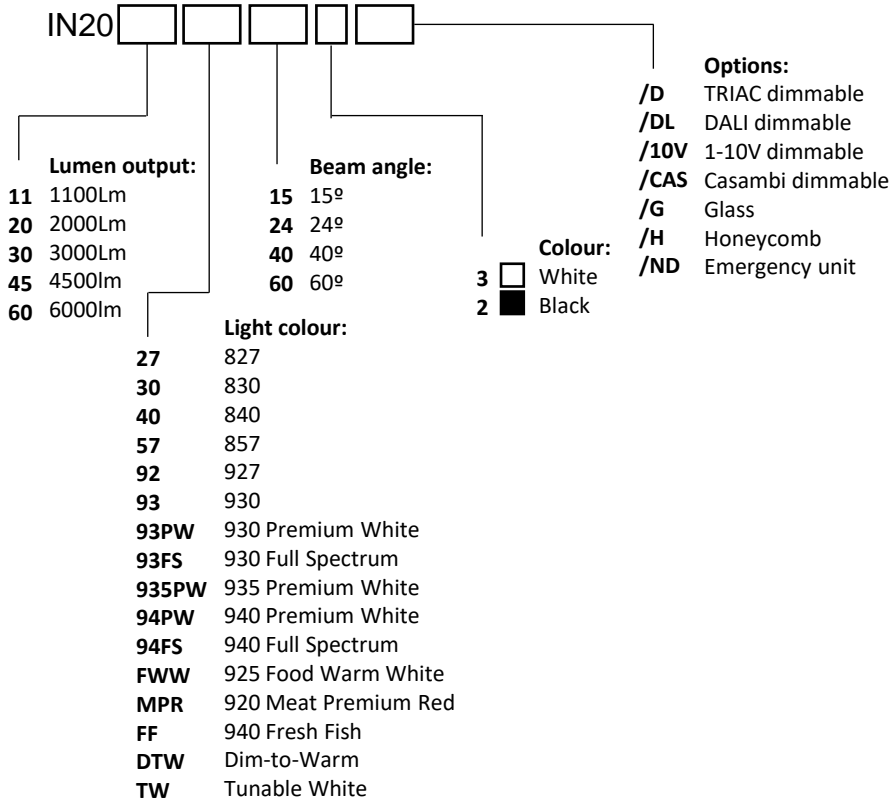 IN20
Options:
/D TRIAC dimmable
/DL DALI dimmable
/10V 1-10V dimmable
/CAS Casambi dimmable
/G Glass
/H Honeycomb
/ND Emergency unit
Lumen output:
11 1100Lm
20 2000Lm
30 3000Lm
45 4500lm
60 6000lm
Beam angle:
15 15º
24 24º
40 40º
60 60º
Colour:
3 White
2 Black
Light colour:
27 827
30 830
40 840
57 857
92 927
93 930
93PW 930 Premium White
93FS 930 Full Spectrum
935PW 935 Premium White
94PW 940 Premium White
94FS 940 Full Spectrum
FWW 925 Food Warm White
MPR 920 Meat Premium Red
FF 940 Fresh Fish
DTW Dim-to-Warm
TW Tunable White